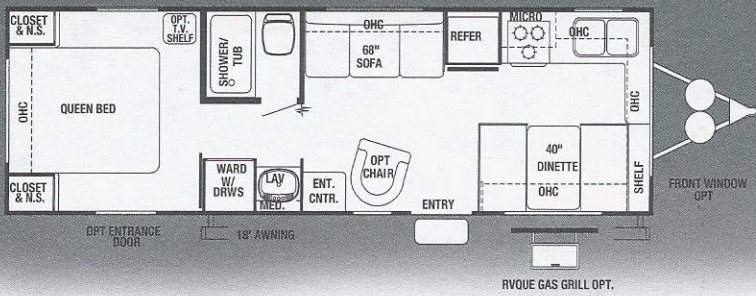 CLOSET
& N.S.
OPT.
T.V.
SHELF
OHC
QUEEN BED
CLOSET
& N.S.
SHOWER/
TUB
WARD
W/
DRWS
LAV
MED.
OHC
68"
SOFA
ENT.
CNTR.
OPT
CHAIR
REFER
MICRO
OHC
OHC
40"
DINETTE
OHC
SHELF
ENTRY
FRONT WINDOW
OPT
OPT ENTRANCE
DOOR
18' AWNING
RVQUE GAS GRILL OPT.